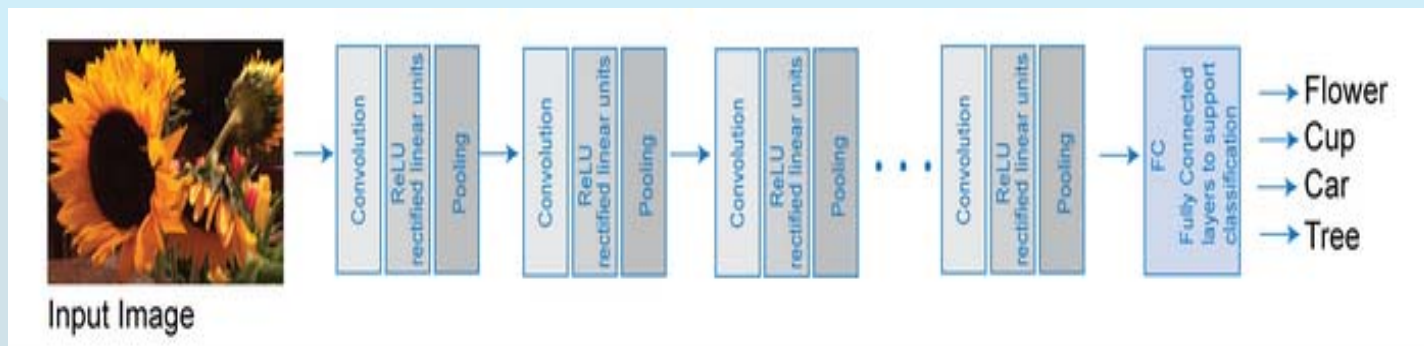 Input Image
Convolution
ReLU
rectified linear units
Pooling
Convolution
ReLU
rectified linear units
Pooling
Convolution
ReLU
rectified linear units
Pooling
Convolution
ReLU
rectified linear units
Pooling
FC
Fully Connected
layers to support
classification
Flower
Cup
Car
Tree